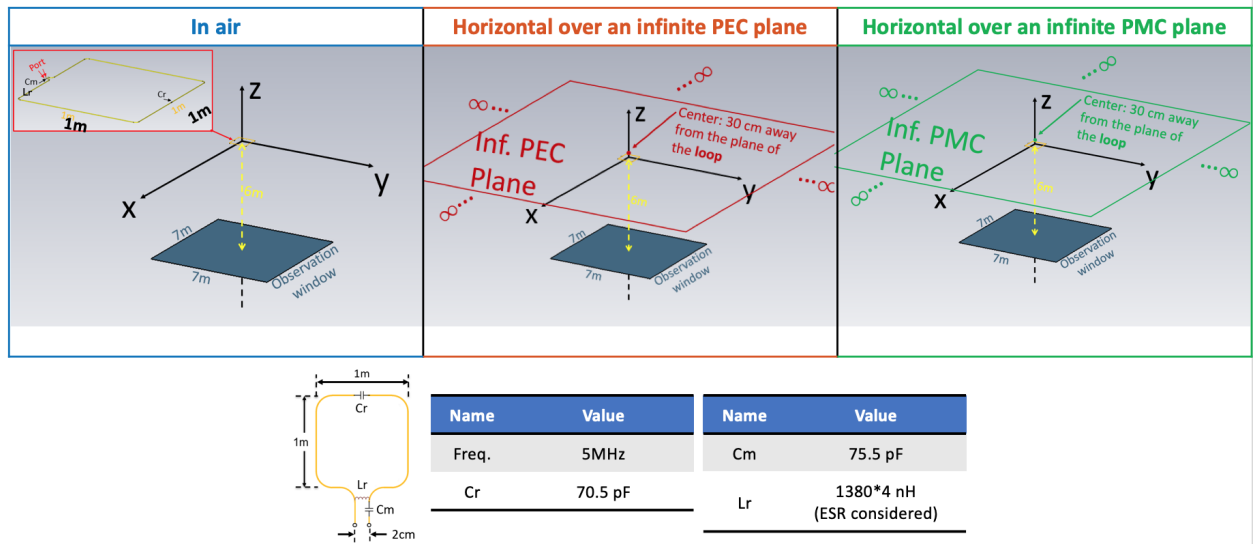 In air
Horizontal over an infinite PEC plane
Horizontal over an infinite PMC plane
Port
Cm
Lr
Cr
1m
1m
1m
1m
Z
y
x
6m
7m
7m
Observation
window
∞...
...∞
Inf. PEC
Plane
Center: 30 cm away
from the plane of
the loop
z
y
x
6m
...∞
∞...
7m
7m
Observation
window
∞...
...∞
Inf. PMC
Plane
Center: 30 cm away
from the plane of
the loop
z
y
x
6m
...∞
∞...
7m
7m
Observation
window
1m
Cr
1m
Lr
Cm
2cm
Name Value
Freq. 5MHz
Cr 70.5 pF
Name Value
Cm 75.5 pF
Lr 1380*4 nH
(ESR considered)